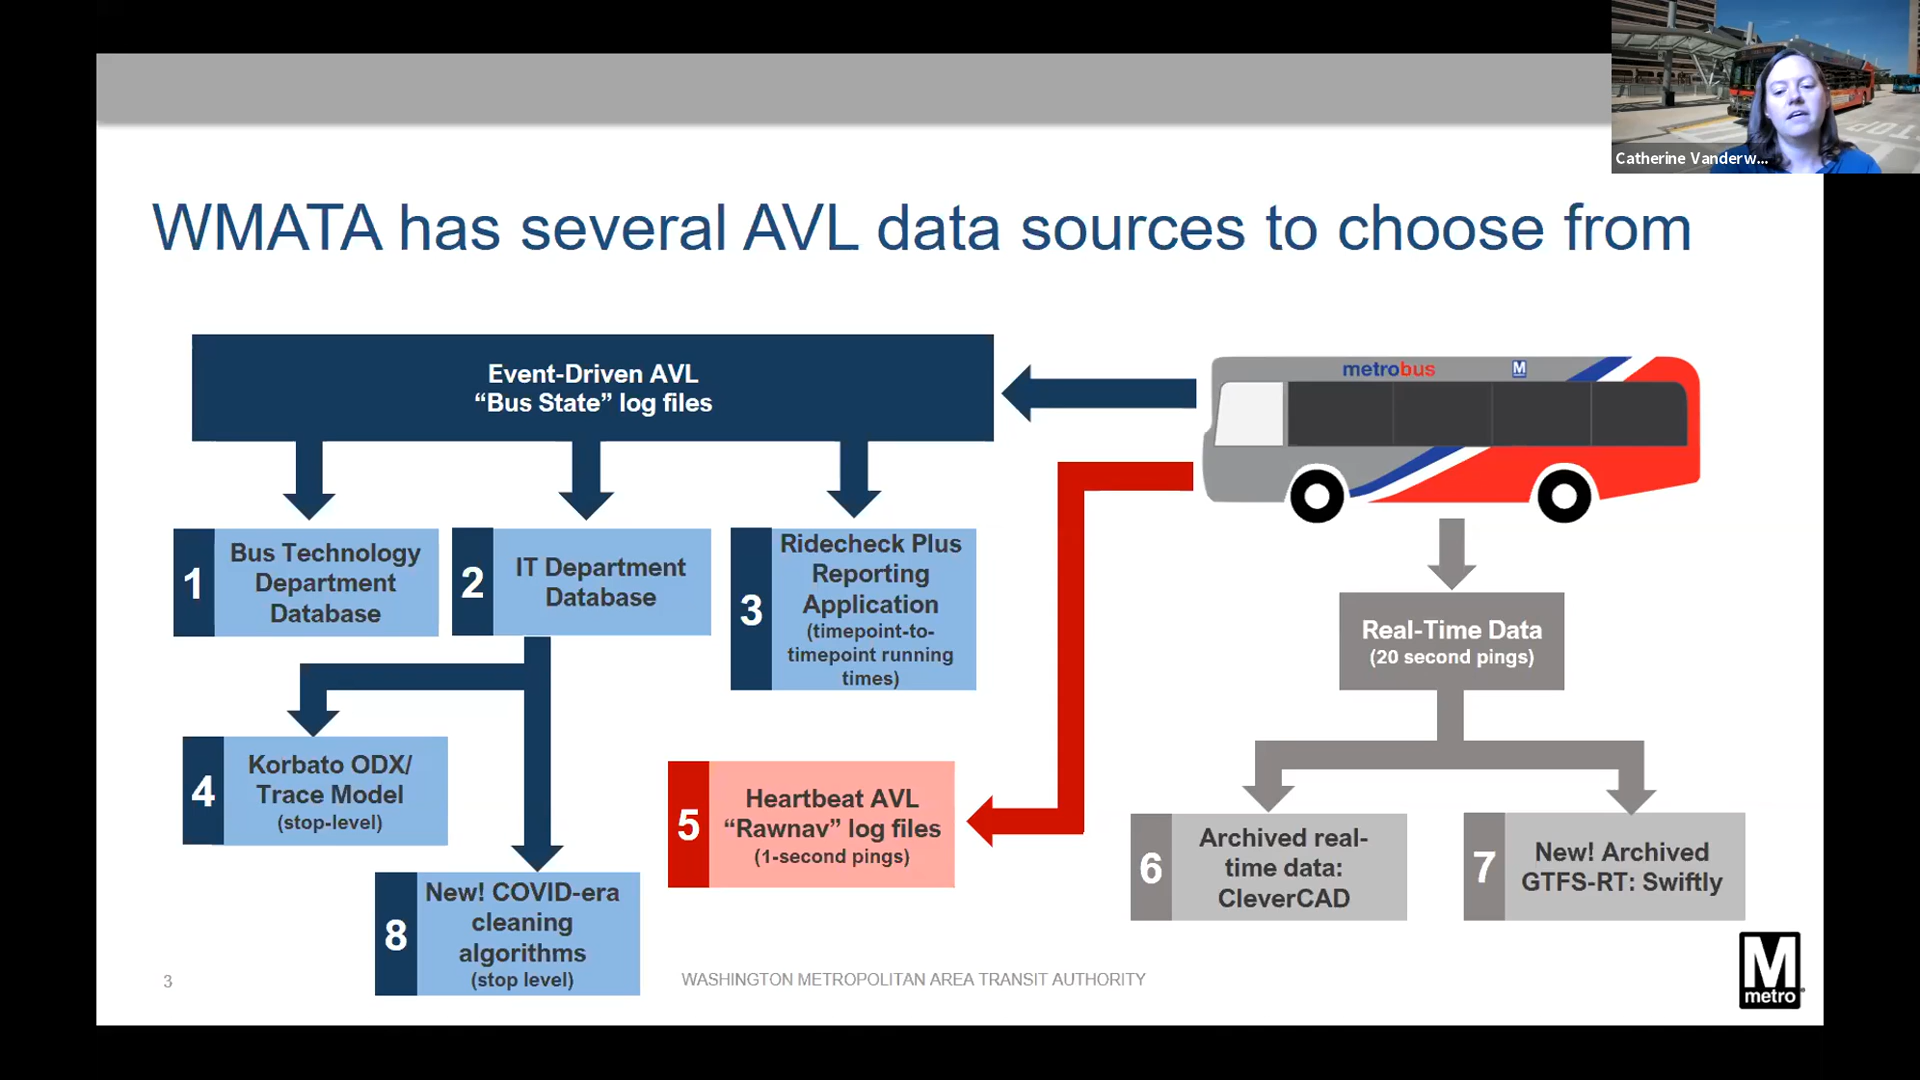 Catherine Vanderw...
WMATA has several AVL data sources to choose from
Event-Driven AVL
“Bus State” log files
metrobus
M
1
Bus Technology
Department
Database
2
IT Department
Database
3
Ridecheck Plus
Reporting
Application
(timepoint-to-
timepoint running
times)
Real-Time Data
(20 second pings)
4
Korbato ODX/
Trace Model
(stop-level)
5
Heartbeat AVL
“Rawnav” log files
(1-second pings)
6
Archived real-
time data:
CleverCAD
7
New! Archived
GTFS-RT: Swiftly
8
New! COVID-era
cleaning
algorithms
(stop level)
3
WASHINGTON METROPOLITAN AREA TRANSIT AUTHORITY
M
metro
STOP